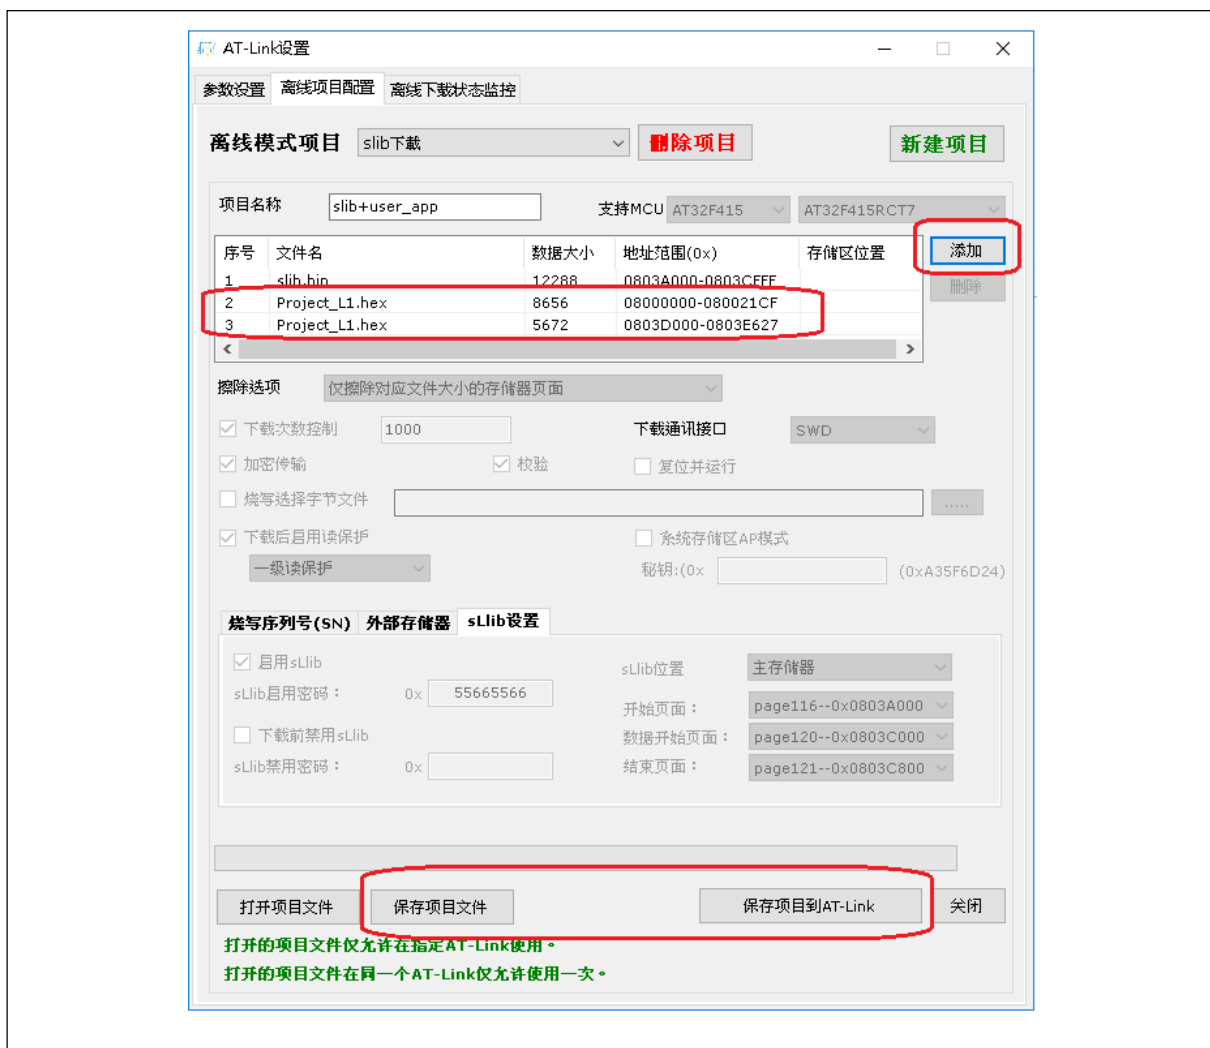 AT-Link设置
参数设置 离线项目配置 离线下载状态监控
离线模式项目 slib下載 删除项目 新建项目
项目名称 slib+user_app 支持MCU AT32F415 AT32F415RCT7
序号 文件名 数据大小 地址范围(0x) 存储区位置 添加
1 slib.bin 12288 0803A000-0803CFFF 删除
2 Project_L1.hex 8656 08000000-080021CF
3 Project_L1.hex 5672 0803D000-0803E627
擦除选项 仅擦除对应文件大小的存储器页面
下载次数控制 1000 下载通讯接口 SWD
加密传输 校验 复位并运行
烧写选择字节文件 .....
下载后启用读保护 系统存储区AP模式
一级读保护 秘钥:(0x (0xA35F6D24)
烧写序列号(SN) 外部存储器 sLlib设置
启用sLlib sLlib位置 主存储器
sLlib启用密码： 0x 55665566 开始页面： page116--0x0803A000
下载前禁用sLlib 数据开始页面： page120--0x0803C000
sLlib禁用密码： 0x 结束页面： page121--0x0803C800
打开项目文件 保存项目文件 保存项目到AT-Link 关闭
打开的项目文件仅允许在指定AT-Link使用。
打开的项目文件在同一个AT-Link仅允许使用一次。